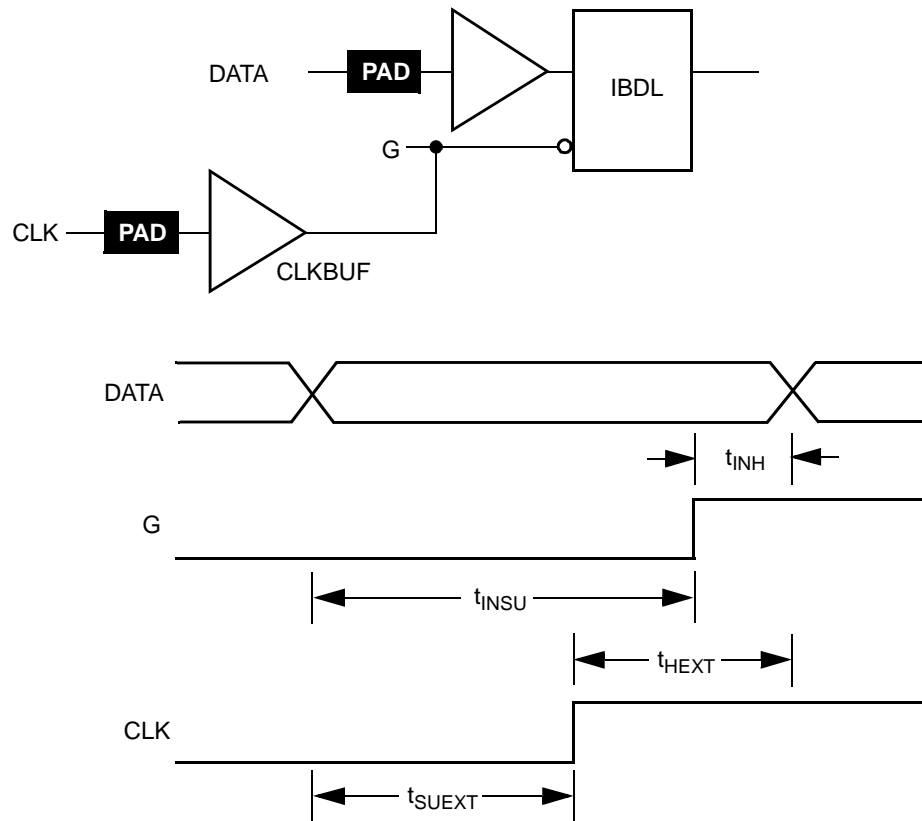 DATA
PAD
IBDL
G
CLK
PAD
CLKBUF
DATA
tINH
G
tINSU
tHEXT
CLK
tSUEXT